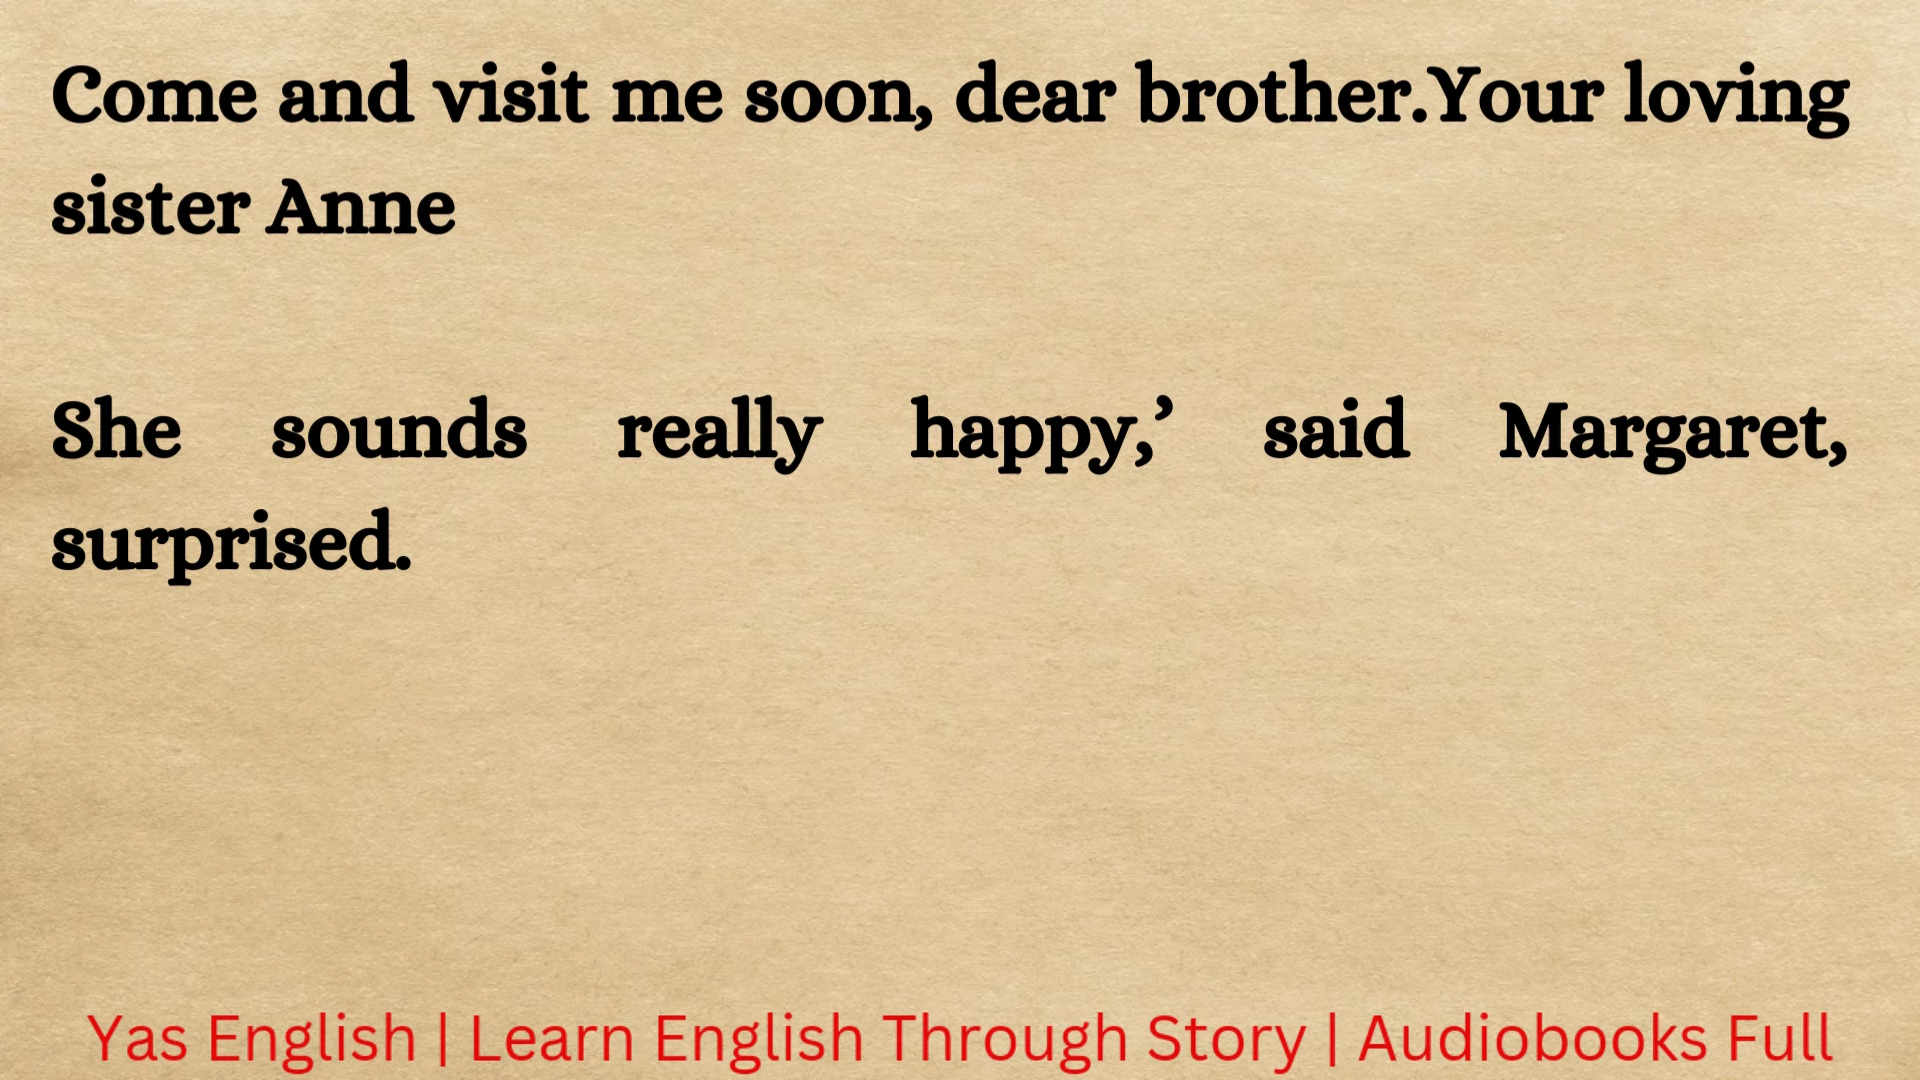 Come and visit me soon, dear brother.Your loving
sister Anne
She sounds really happy,’ said Margaret,
surprised.
Yas English | Learn English Through Story | Audiobooks Full